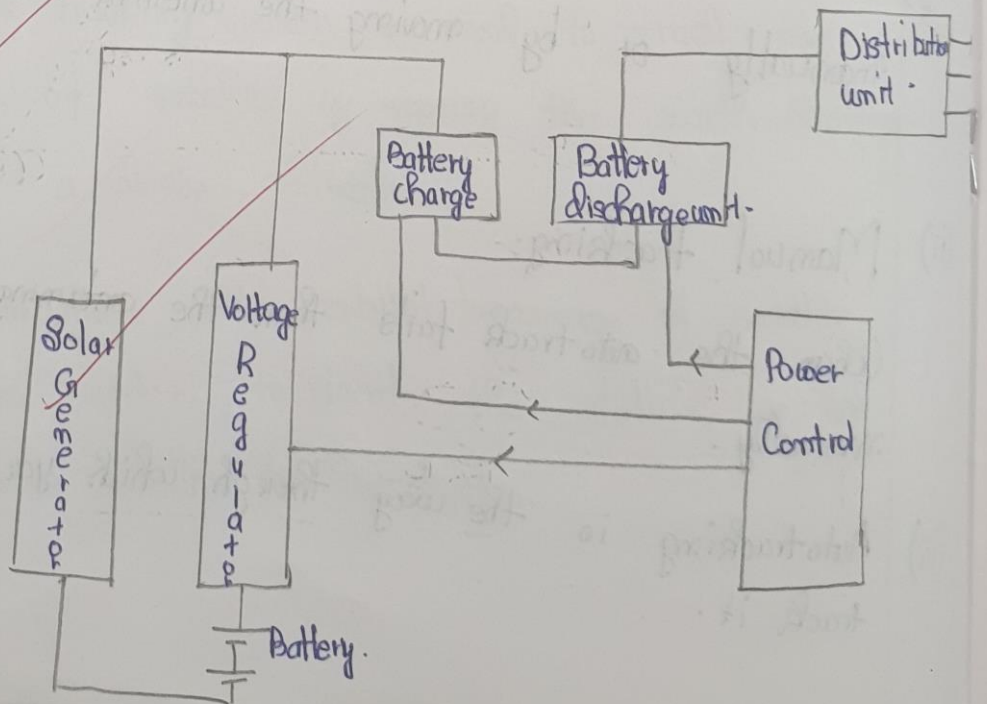 Distribution
unit.
Battery
charge
Battery
discharge unit.
Solar
Generator
Voltage
Regulator
Power
Control
Battery.